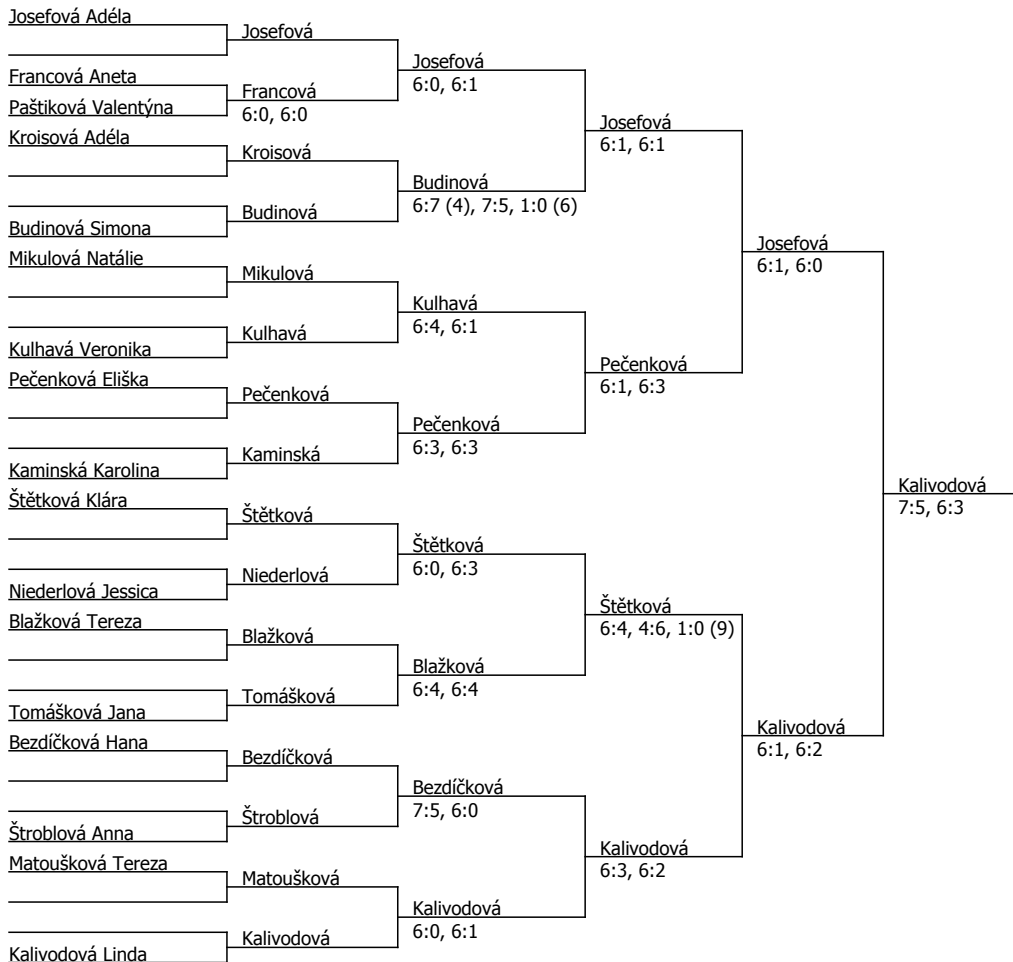 Josefová Adéla
Francová Aneta
Paštiková Valentýna
Kroisová Adéla
Budinová Simona
Mikulová Natálie
Kulhavá Veronika
Pečenková Eliška
Kaminská Karolina
Štětková Klára
Niederlová Jessica
Blažková Tereza
Tomášková Jana
Bezdíčková Hana
Štroblová Anna
Matoušková Tereza
Kalivodová Linda
Josefová
Francová
6:0, 6:0
Kroisová
Budinová
Mikulová
Kulhavá
Pečenková
Kaminská
Štětková
Niederlová
Blažková
Tomášková
Bezdíčková
Štroblová
Matoušková
Kalivodová
Josefová
6:0, 6:1
Budinová
6:7 (4), 7:5, 1:0 (6)
Kulhavá
6:4, 6:1
Pečenková
6:3, 6:3
Štětková
6:0, 6:3
Blažková
6:4, 6:4
Bezdíčková
7:5, 6:0
Kalivodová
6:0, 6:1
Josefová
6:1, 6:1
Pečenková
6:1, 6:3
Štětková
6:4, 4:6, 1:0 (9)
Kalivodová
6:3, 6:2
Josefová
6:1, 6:0
Kalivodová
6:1, 6:2
Kalivodová
7:5, 6:3